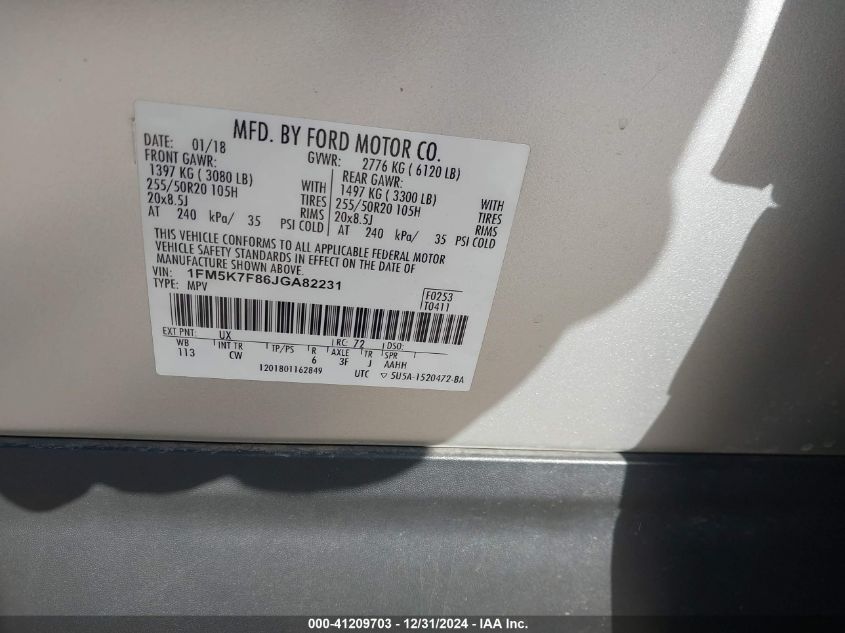 MFD. BY FORD MOTOR CO.
DATE: 01/18 GVWR: 2776 KG ( 6120 LB)
FRONT GAWR: REAR GAWR:
1397 KG ( 3080 LB) WITH 1497 KG ( 3300 LB) WITH
255/50R20 105H TIRES 255/50R20 105H TIRES
20x8.5J RIMS 20x8.5J RIMS
AT 240 kPa/ 35 PSI COLD AT 240 kPa/ 35 PSI COLD
THIS VEHICLE CONFORMS TO ALL APPLICABLE FEDERAL MOTOR
VEHICLE SAFETY STANDARDS IN EFFECT ON THE DATE OF
MANUFACTURE SHOWN ABOVE.
VIN: 1FM5K7F86JGA82231 F0253
TYPE: MPV T0411
EXT PNT: UX RC: 72 DSO:
WB INT TR TP/PS R AXLE TR SPR
113 CW 6 3F J AAHH
1201801162849 UTC ▽ 5U5A-1520472-BA
000-41209703 - 12/31/2024 - IAA Inc.